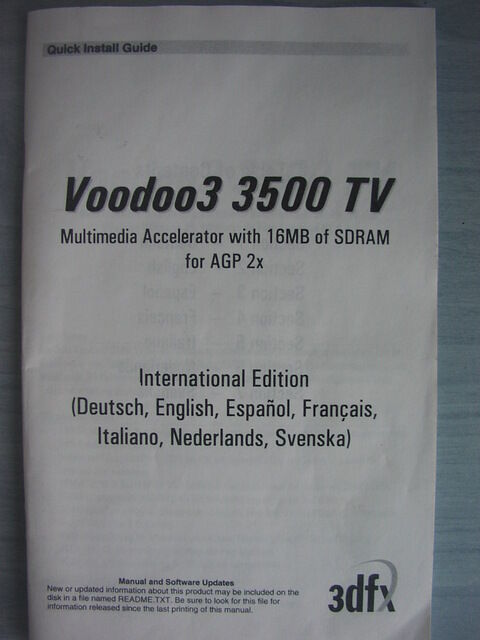 Quick Install Guide
Voodoo3 3500 TV
Multimedia Accelerator with 16MB of SDRAM
for AGP 2x
International Edition
(Deutsch, English, Español, Français,
Italiano, Nederlands, Svenska)
Manual and Software Updates
New or updated information about this product may be included on the
disk in a file named README.TXT. Be sure to look for this file for
information released since the last printing of this manual.
3dfx